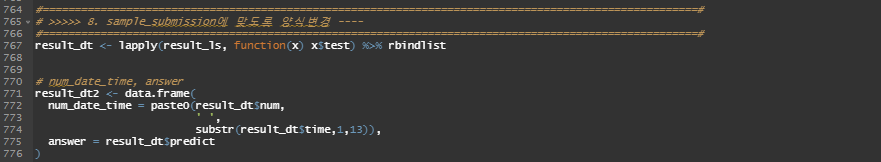 764 #=====================================================================================================#
765 # >>>>> 8. sample_submission에 맞도록 양식변경 ----
766 #=====================================================================================================#
767 result_dt <- lapply(result_ls, function(x) x$test) %>% rbindlist
768
769
770 # num_date_time, answer
771 result_dt2 <- data.frame(
772   num_date_time = paste0(result_dt$num,
773                          ' ',
774                          substr(result_dt$time,1,13)),
775   answer = result_dt$predict
776 )